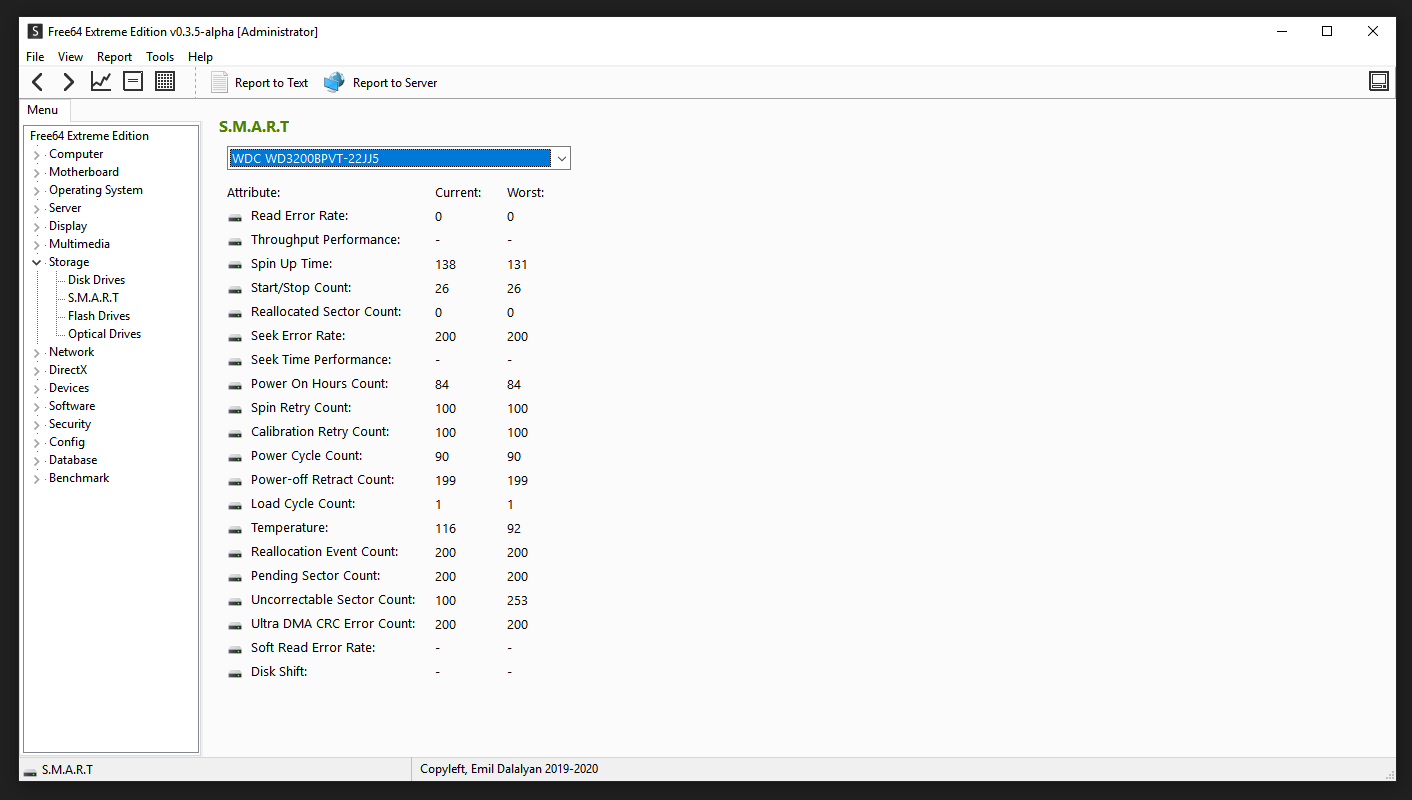 S Free64 Extreme Edition v0.3.5-alpha [Administrator]
File View Report Tools Help
Report to Text Report to Server
Menu
Free64 Extreme Edition
Computer
Motherboard
Operating System
Server
Display
Multimedia
Storage
Disk Drives
S.M.A.R.T
Flash Drives
Optical Drives
Network
DirectX
Devices
Software
Security
Config
Database
Benchmark
S.M.A.R.T
WDC WD3200BPVT-22JJ5
Attribute: Current: Worst:
Read Error Rate: 0 0
Throughput Performance: - -
Spin Up Time: 138 131
Start/Stop Count: 26 26
Reallocated Sector Count: 0 0
Seek Error Rate: 200 200
Seek Time Performance: - -
Power On Hours Count: 84 84
Spin Retry Count: 100 100
Calibration Retry Count: 100 100
Power Cycle Count: 90 90
Power-off Retract Count: 199 199
Load Cycle Count: 1 1
Temperature: 116 92
Reallocation Event Count: 200 200
Pending Sector Count: 200 200
Uncorrectable Sector Count: 100 253
Ultra DMA CRC Error Count: 200 200
Soft Read Error Rate: - -
Disk Shift: - -
S.M.A.R.T Copyleft, Emil Dalalyan 2019-2020